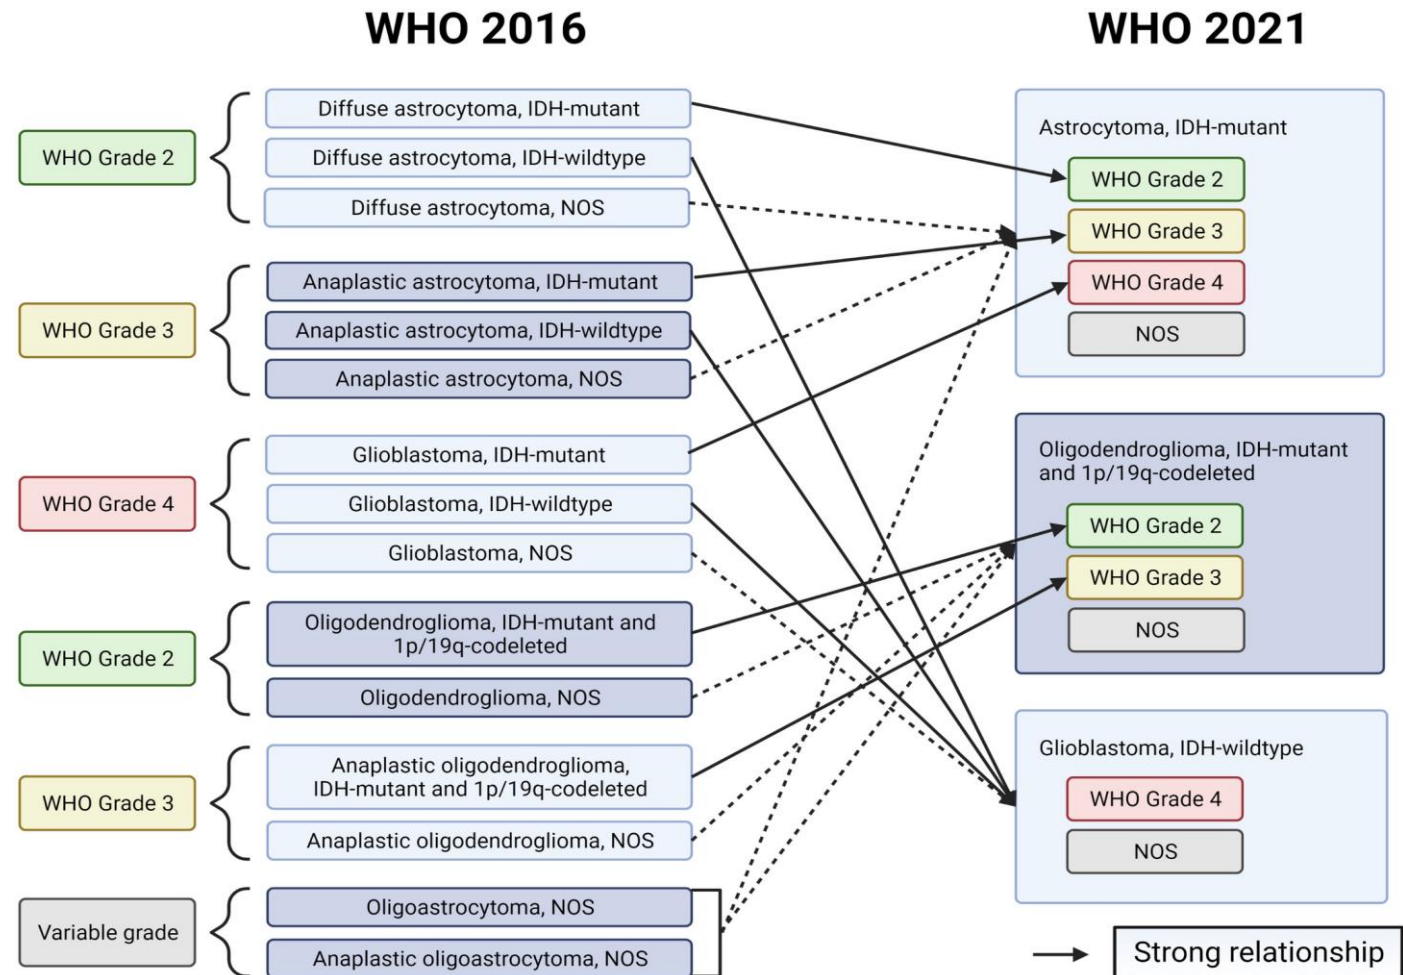 WHO 2016
WHO 2021
WHO Grade 2
Diffuse astrocytoma, IDH-mutant
Diffuse astrocytoma, IDH-wildtype
Diffuse astrocytoma, NOS
WHO Grade 3
Anaplastic astrocytoma, IDH-mutant
Anaplastic astrocytoma, IDH-wildtype
Anaplastic astrocytoma, NOS
WHO Grade 4
Glioblastoma, IDH-mutant
Glioblastoma, IDH-wildtype
Glioblastoma, NOS
WHO Grade 2
Oligodendroglioma, IDH-mutant and
1p/19q-codeleted
Oligodendroglioma, NOS
WHO Grade 3
Anaplastic oligodendroglioma,
IDH-mutant and 1p/19q-codeleted
Anaplastic oligodendroglioma, NOS
Variable grade
Oligoastrocytoma, NOS
Anaplastic oligoastrocytoma, NOS
Astrocytoma, IDH-mutant
WHO Grade 2
WHO Grade 3
WHO Grade 4
NOS
Oligodendroglioma, IDH-mutant
and 1p/19q-codeleted
WHO Grade 2
WHO Grade 3
NOS
Glioblastoma, IDH-wildtype
WHO Grade 4
NOS
Strong relationship